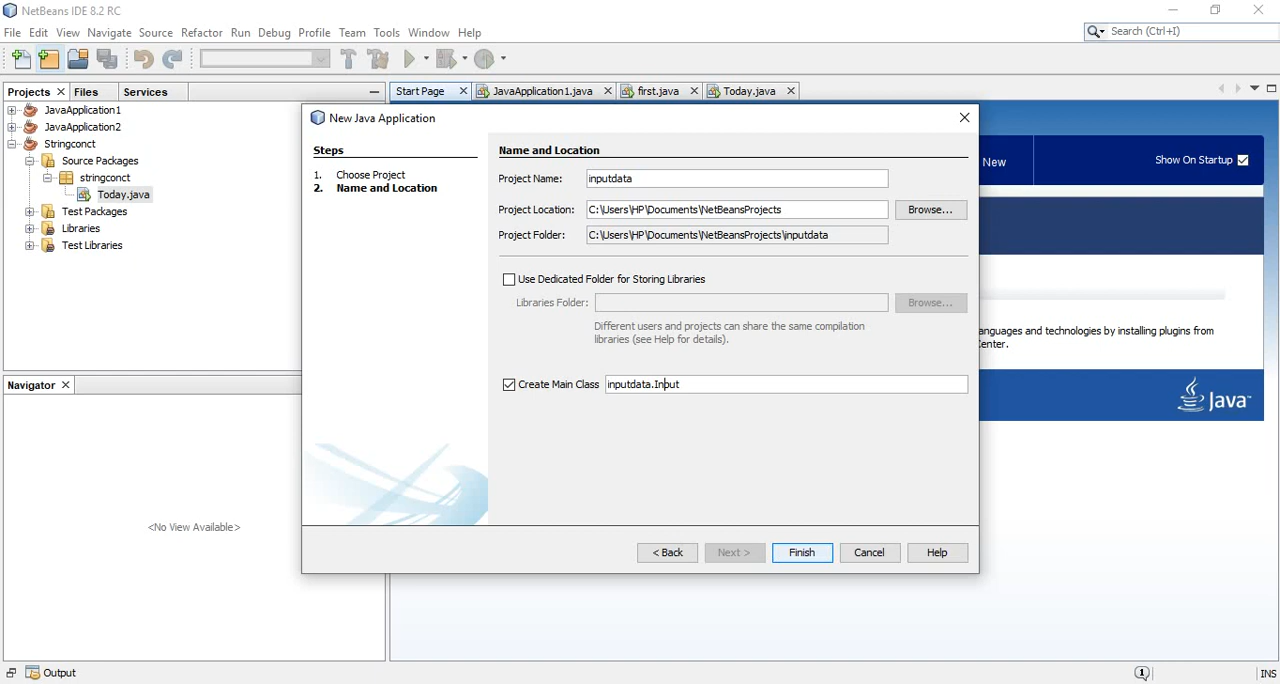 NetBeans IDE 8.2 RC
File Edit View Navigate Source Refactor Run Debug Profile Team Tools Window Help
Search (Ctrl+I)
Projects Files Services
Start Page JavaApplication1.java first.java Today.java
JavaApplication1
JavaApplication2
Stringconct
Source Packages
stringconct
Today.java
Test Packages
Libraries
Test Libraries
Navigator
<No View Available>
New Java Application
Steps
1. Choose Project
2. Name and Location
Name and Location
Project Name: inputdata
Project Location: C:\Users\HP\Documents\NetBeansProjects Browse...
Project Folder: C:\Users\HP\Documents\NetBeansProjects\inputdata
Use Dedicated Folder for Storing Libraries
Libraries Folder: Browse...
Different users and projects can share the same compilation
libraries (see Help for details).
Create Main Class inputdata.Input
< Back Next > Finish Cancel Help
New Show On Startup
anguages and technologies by installing plugins from
enter.
Java
Output
1 INS